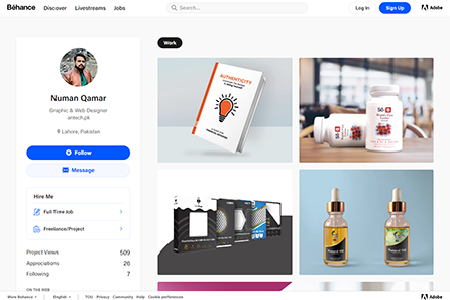 Bēhance
Discover
Livestreams
Jobs
Search...
Log In
Sign Up
Adobe
Numan Qamar
Graphic & Web Designer
antech.pk
Lahore, Pakistan
Follow
Message
Hire Me
Full Time Job
Freelance/Project
Project Views 509
Appreciations 26
Following 7
ON THE WEB
Work
AUTHENTICITY
More Behance
English
TOU
Privacy
Community
Help
Cookie preferences
Adobe